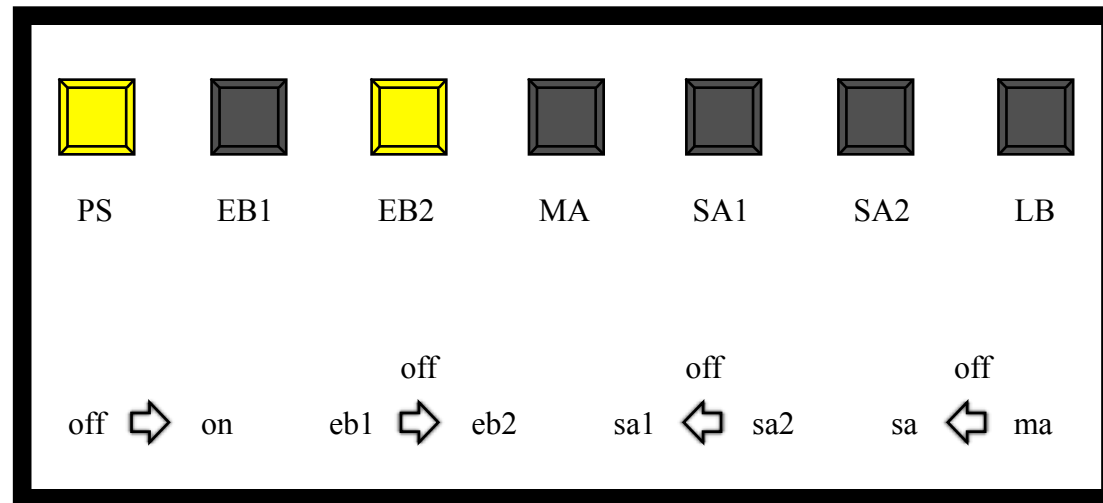 PS EB1 EB2 MA SA1 SA2 LB
off off off
off on eb1 eb2 sa1 sa2 sa ma